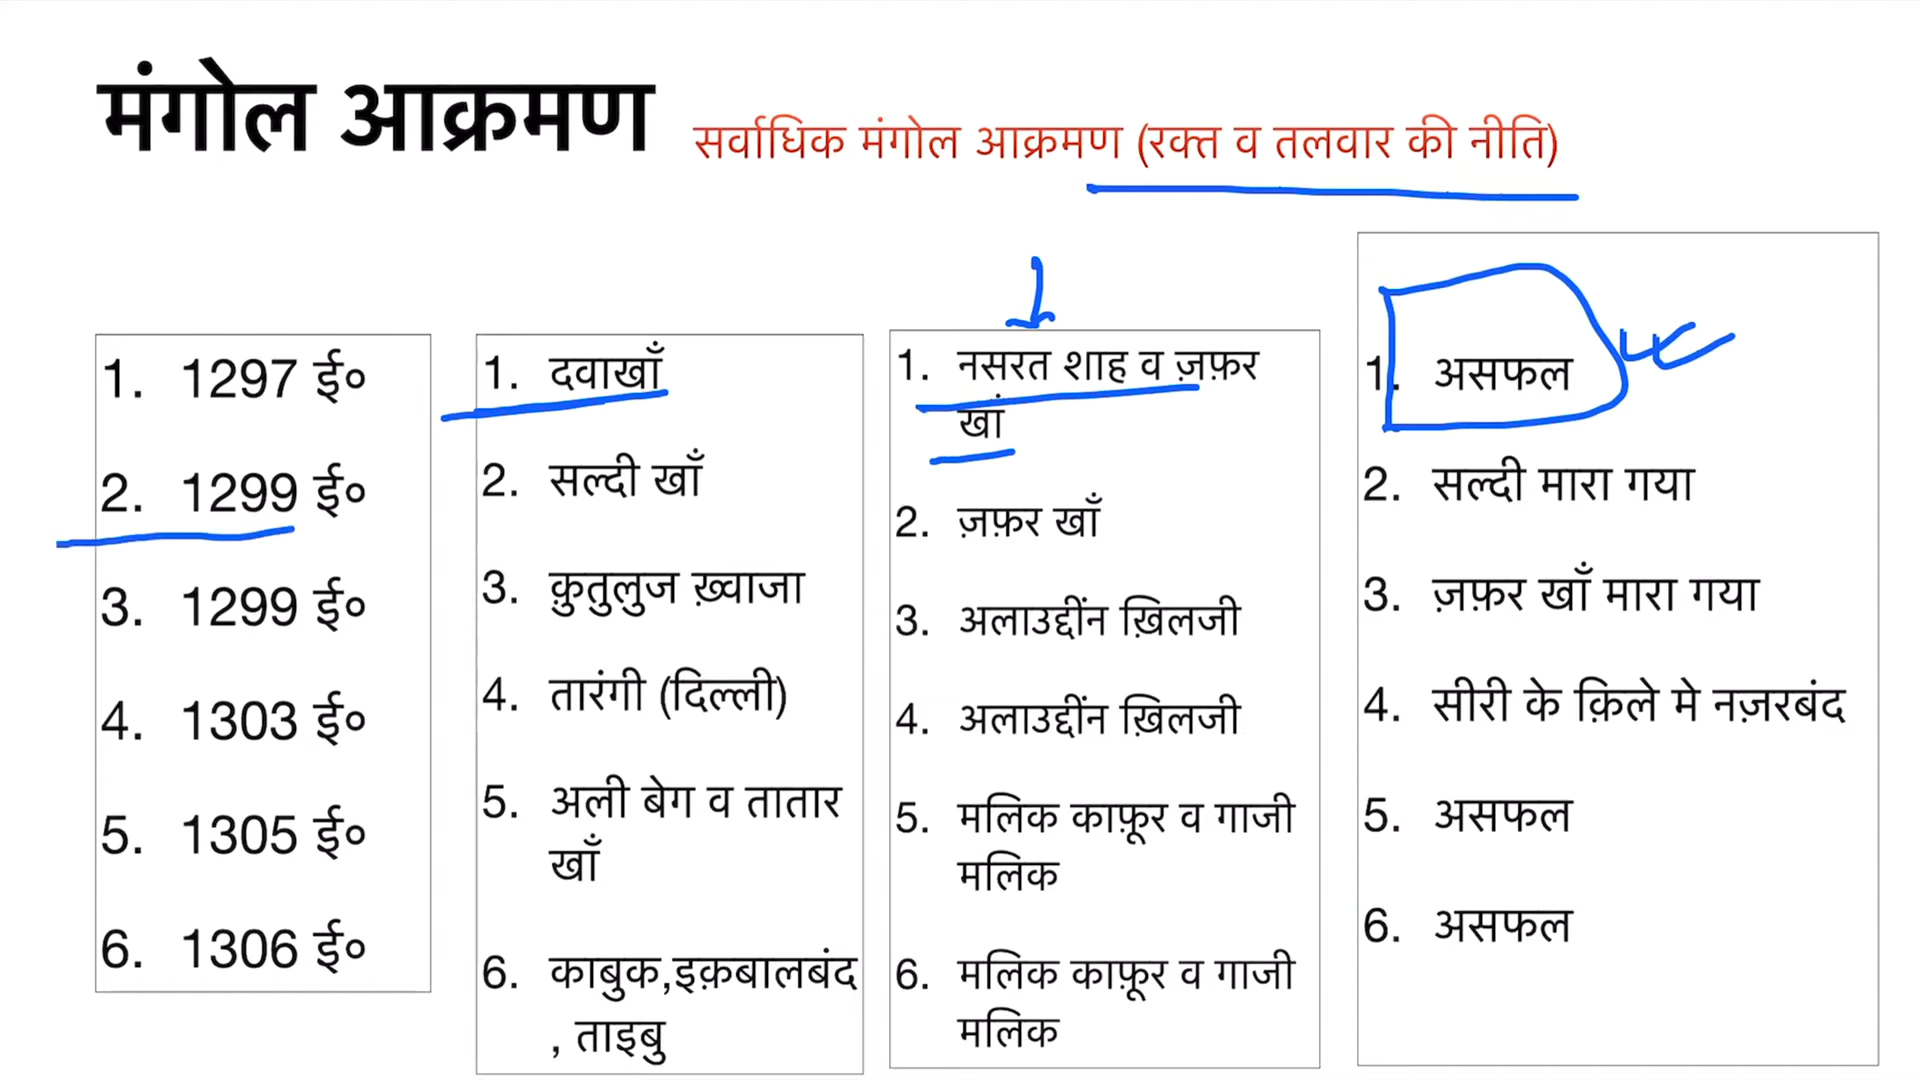 मंगोल आक्रमण
सर्वाधिक मंगोल आक्रमण (रक्त व तलवार की नीति)
1. 1297 ई०
2. 1299 ई०
3. 1299 ई०
4. 1303 ई०
5. 1305 ई०
6. 1306 ई०
1. दवाखाँ
2. सल्दी खाँ
3. क़ुतुलुज ख़्वाजा
4. तारंगी (दिल्ली)
5. अली बेग व तातार
खाँ
6. काबुक,इक़बालबंद
, ताइबु
1. नसरत शाह व ज़फ़र
खां
2. ज़फ़र खाँ
3. अलाउद्दींन ख़िलजी
4. अलाउद्दींन ख़िलजी
5. मलिक काफ़ूर व गाजी
मलिक
6. मलिक काफ़ूर व गाजी
मलिक
1. असफल
2. सल्दी मारा गया
3. ज़फ़र खाँ मारा गया
4. सीरी के क़िले मे नज़रबंद
5. असफल
6. असफल